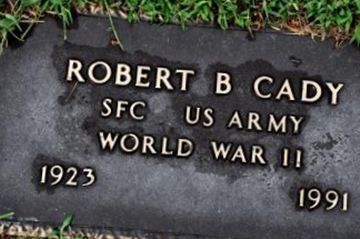 ROBERT B CADY
SFC US ARMY
WORLD WAR II
1923 1991